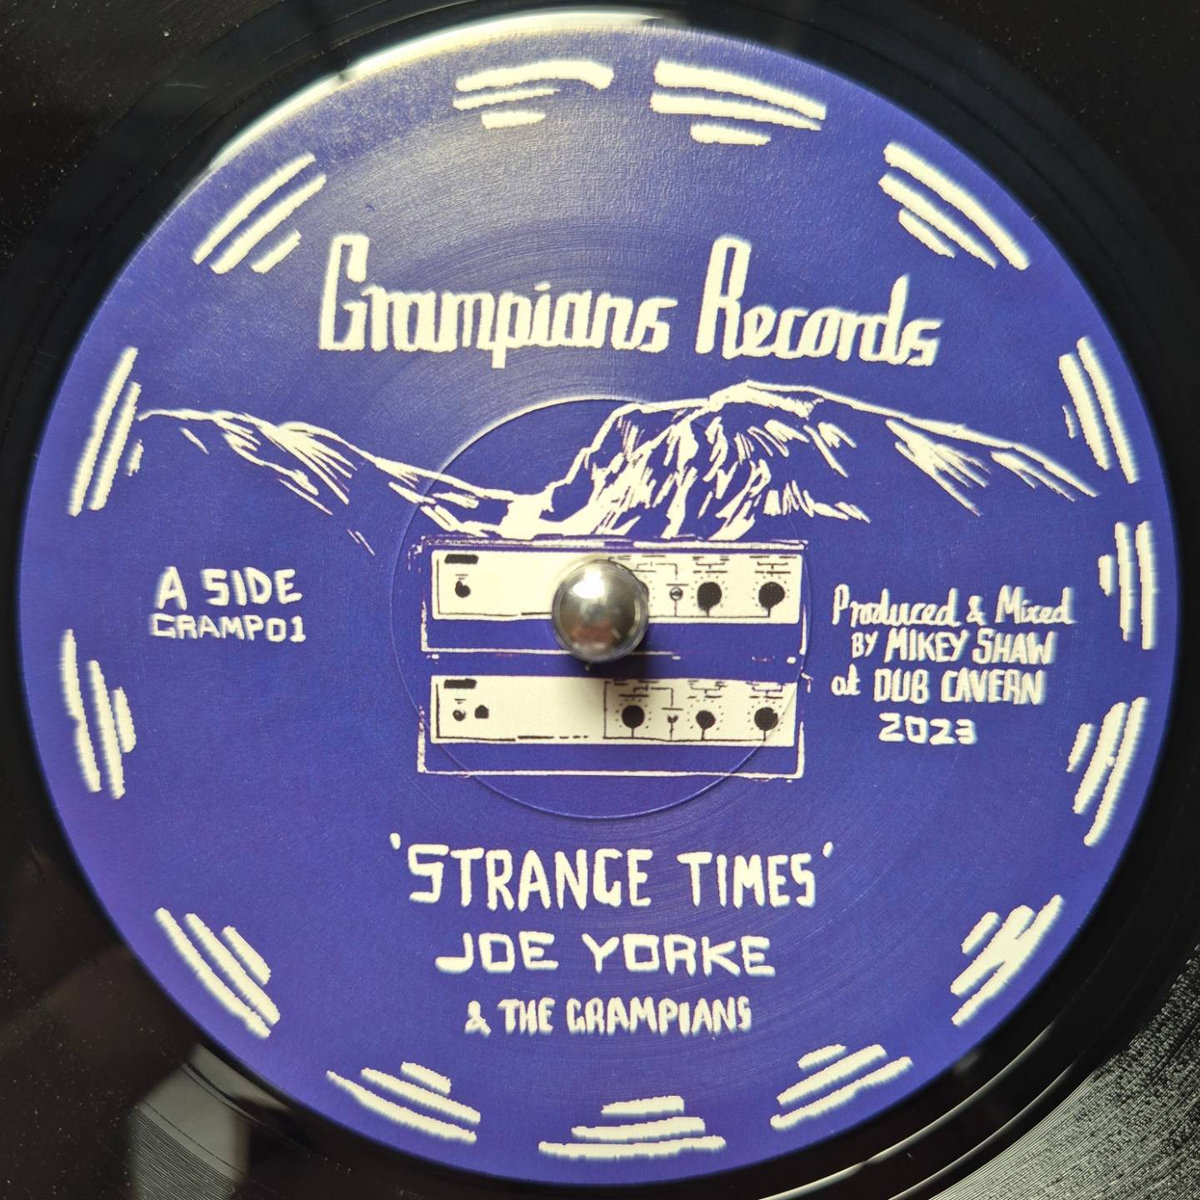 Grampians Records
A SIDE
GRAMP01
Produced & Mixed
BY MIKEY SHAW
at DUB CAVERN
2023
'STRANGE TIMES'
JOE YORKE
& THE GRAMPIANS